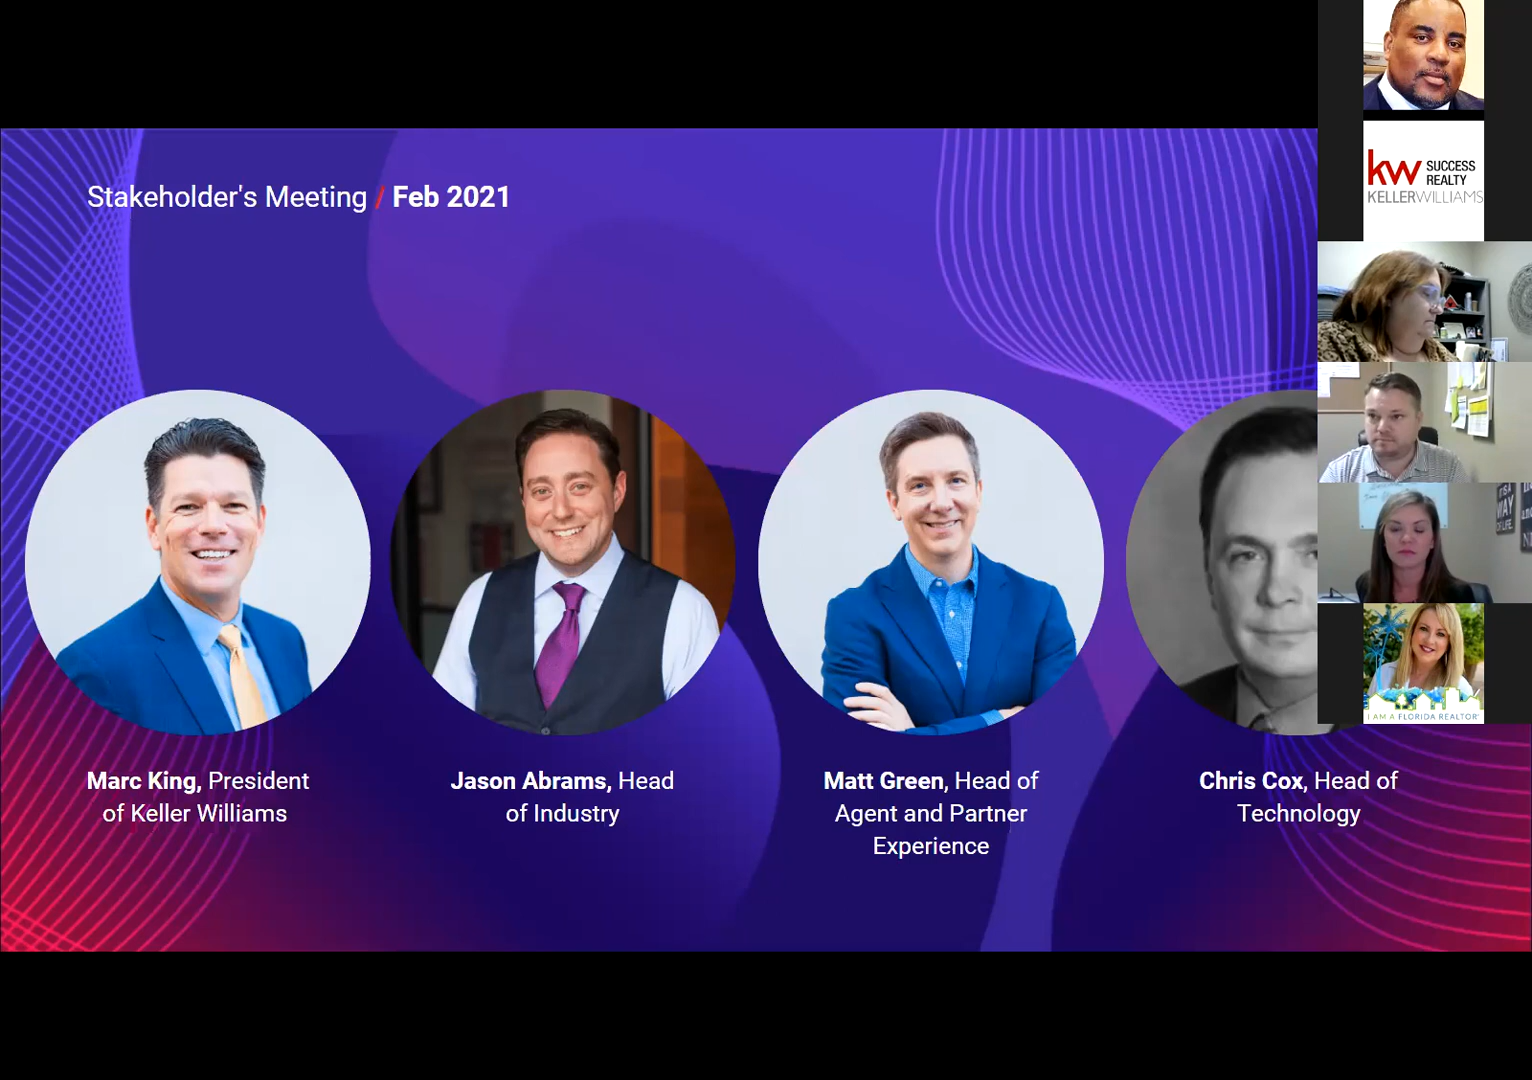 Stakeholder's Meeting / Feb 2021
Marc King, President
of Keller Williams
Jason Abrams, Head
of Industry
Matt Green, Head of
Agent and Partner
Experience
Chris Cox, Head of
Technology
kw SUCCESS
REALTY
KELLERWILLIAMS
WAY
I AM A FLORIDA REALTOR